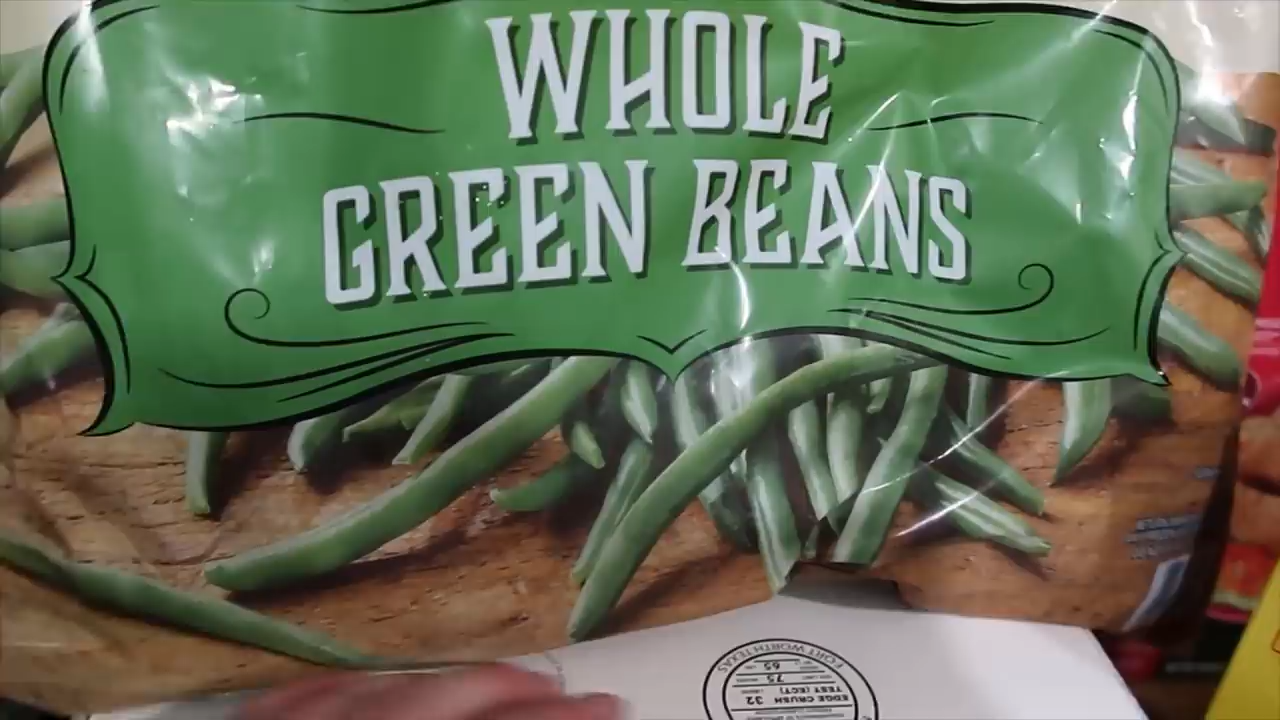 WHOLE
GREEN BEANS
FORT WORTH TEXAS
65
75
EDGE CRUSH
TEST (ECT) 32